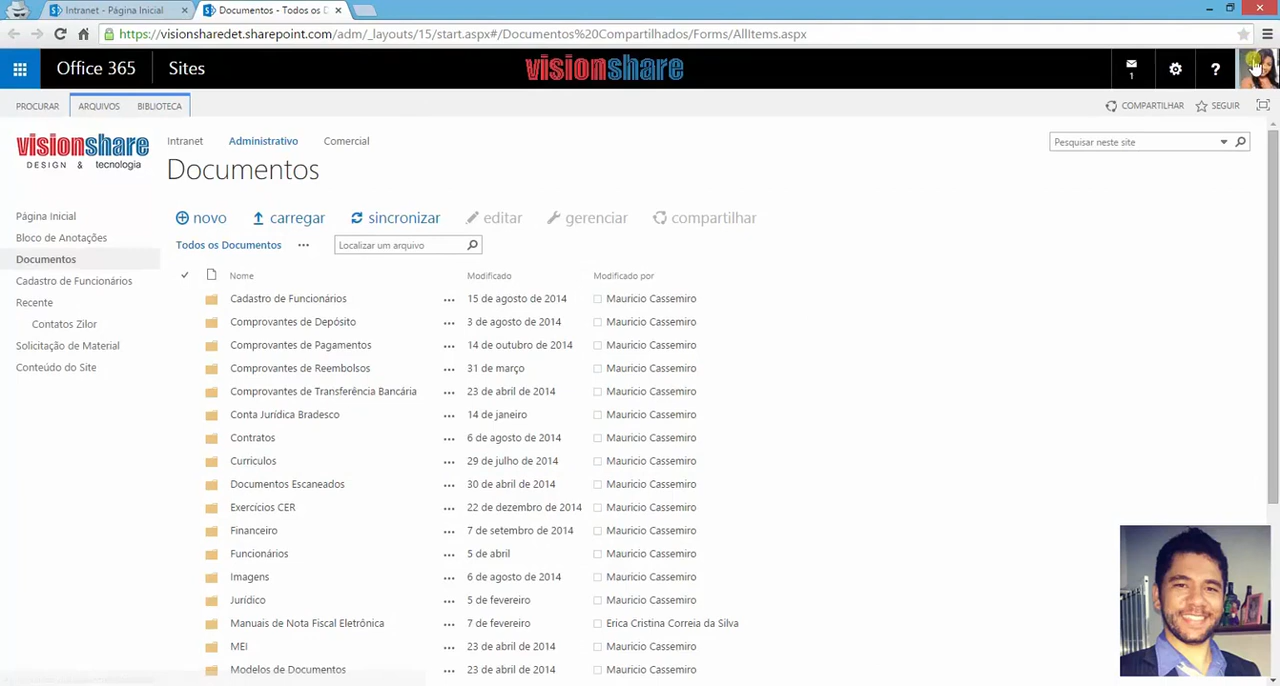 Intranet - Página Inicial
Documentos - Todos os D
https://visionsharedet.sharepoint.com/adm/_layouts/15/start.aspx#/Documentos%20Compartilhados/Forms/AllItems.aspx
Office 365 Sites visionshare 1 ?
PROCURAR ARQUIVOS BIBLIOTECA COMPARTILHAR SEGUIR
visionshare
DESIGN & tecnologia
Intranet Administrativo Comercial
Pesquisar neste site
Documentos
Página Inicial
Bloco de Anotações
Documentos
Cadastro de Funcionários
Recente
Contatos Zilor
Solicitação de Material
Conteúdo do Site
novo carregar sincronizar editar gerenciar compartilhar
Todos os Documentos ... Localizar um arquivo
Nome Modificado Modificado por
Cadastro de Funcionários ... 15 de agosto de 2014 Mauricio Cassemiro
Comprovantes de Depósito ... 3 de agosto de 2014 Mauricio Cassemiro
Comprovantes de Pagamentos ... 14 de outubro de 2014 Mauricio Cassemiro
Comprovantes de Reembolsos ... 31 de março Mauricio Cassemiro
Comprovantes de Transferência Bancária ... 23 de abril de 2014 Mauricio Cassemiro
Conta Jurídica Bradesco ... 14 de janeiro Mauricio Cassemiro
Contratos ... 6 de agosto de 2014 Mauricio Cassemiro
Curriculos ... 29 de julho de 2014 Mauricio Cassemiro
Documentos Escaneados ... 30 de abril de 2014 Mauricio Cassemiro
Exercícios CER ... 22 de dezembro de 2014 Mauricio Cassemiro
Financeiro ... 7 de setembro de 2014 Mauricio Cassemiro
Funcionários ... 5 de abril Mauricio Cassemiro
Imagens ... 6 de agosto de 2014 Mauricio Cassemiro
Jurídico ... 5 de fevereiro Mauricio Cassemiro
Manuais de Nota Fiscal Eletrônica ... 7 de fevereiro Erica Cristina Correia da Silva
MEI ... 23 de abril de 2014 Mauricio Cassemiro
Modelos de Documentos ... 23 de abril de 2014 Mauricio Cassemiro